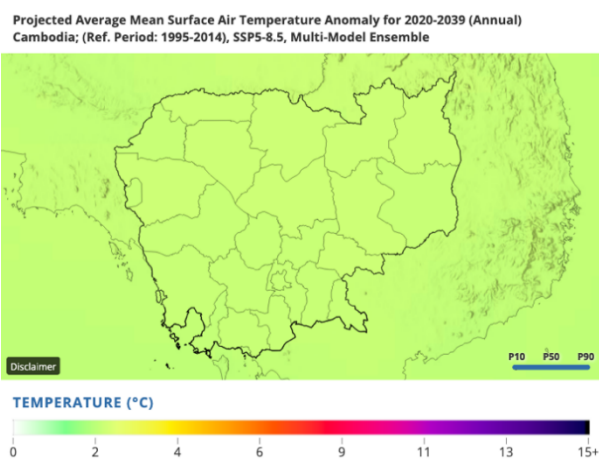 Projected Average Mean Surface Air Temperature Anomaly for 2020-2039 (Annual)
Cambodia; (Ref. Period: 1995-2014), SSP5-8.5, Multi-Model Ensemble
Disclaimer
P10 P50 P90
TEMPERATURE (°C)
0 2 4 6 9 11 13 15+